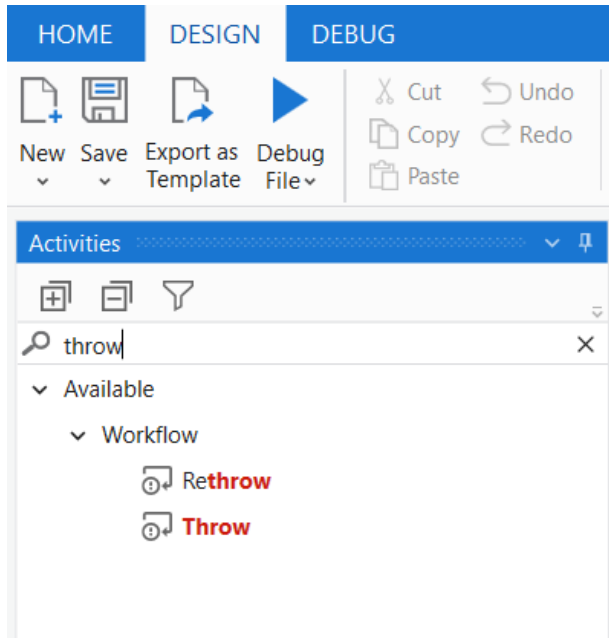 HOME DESIGN DEBUG
New Save Export as Template Debug File
Cut Undo
Copy Redo
Paste
Activities
throw
Available
Workflow
Rethrow
Throw